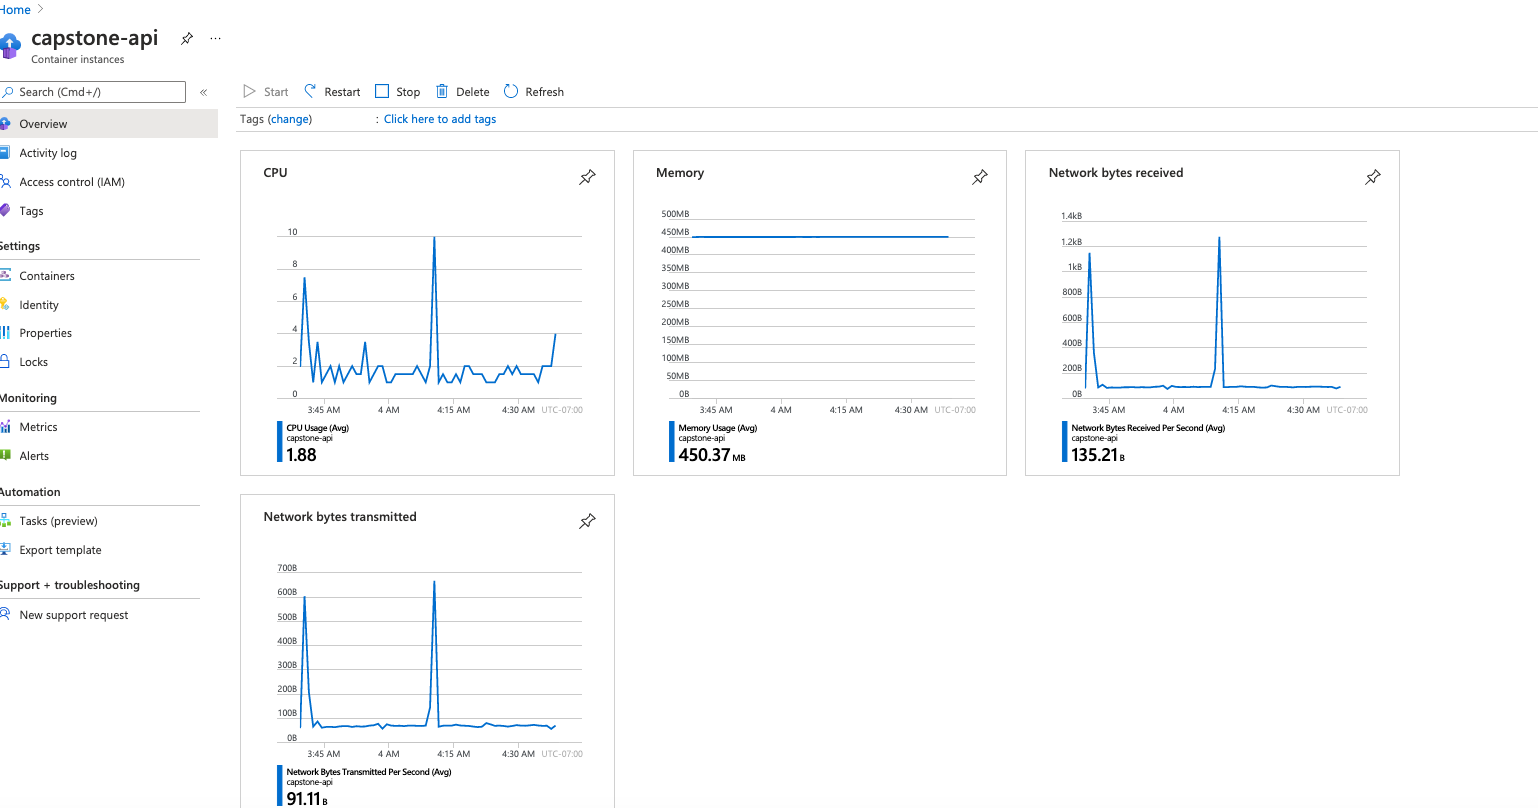 Home
capstone-api
Container instances
Search (Cmd+/)
Start Restart Stop Delete Refresh
Tags (change) : Click here to add tags
Overview
Activity log
Access control (IAM)
Tags
Settings
Containers
Identity
Properties
Locks
Monitoring
Metrics
Alerts
Automation
Tasks (preview)
Export template
Support + troubleshooting
New support request
CPU
10
8
6
4
2
0
3:45 AM 4 AM 4:15 AM 4:30 AM UTC-07:00
CPU Usage (Avg)
capstone-api
1.88
Memory
500MB
450MB
400MB
350MB
300MB
250MB
200MB
150MB
100MB
50MB
0B
3:45 AM 4 AM 4:15 AM 4:30 AM UTC-07:00
Memory Usage (Avg)
capstone-api
450.37 MB
Network bytes received
1.4kB
1.2kB
1kB
800B
600B
400B
200B
0B
3:45 AM 4 AM 4:15 AM 4:30 AM UTC-07:00
Network Bytes Received Per Second (Avg)
capstone-api
135.21 B
Network bytes transmitted
700B
600B
500B
400B
300B
200B
100B
0B
3:45 AM 4 AM 4:15 AM 4:30 AM UTC-07:00
Network Bytes Transmitted Per Second (Avg)
capstone-api
91.11 B